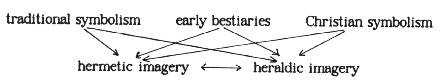 traditional symbolism early bestiaries Christian symbolism
hermetic imagery heraldic imagery